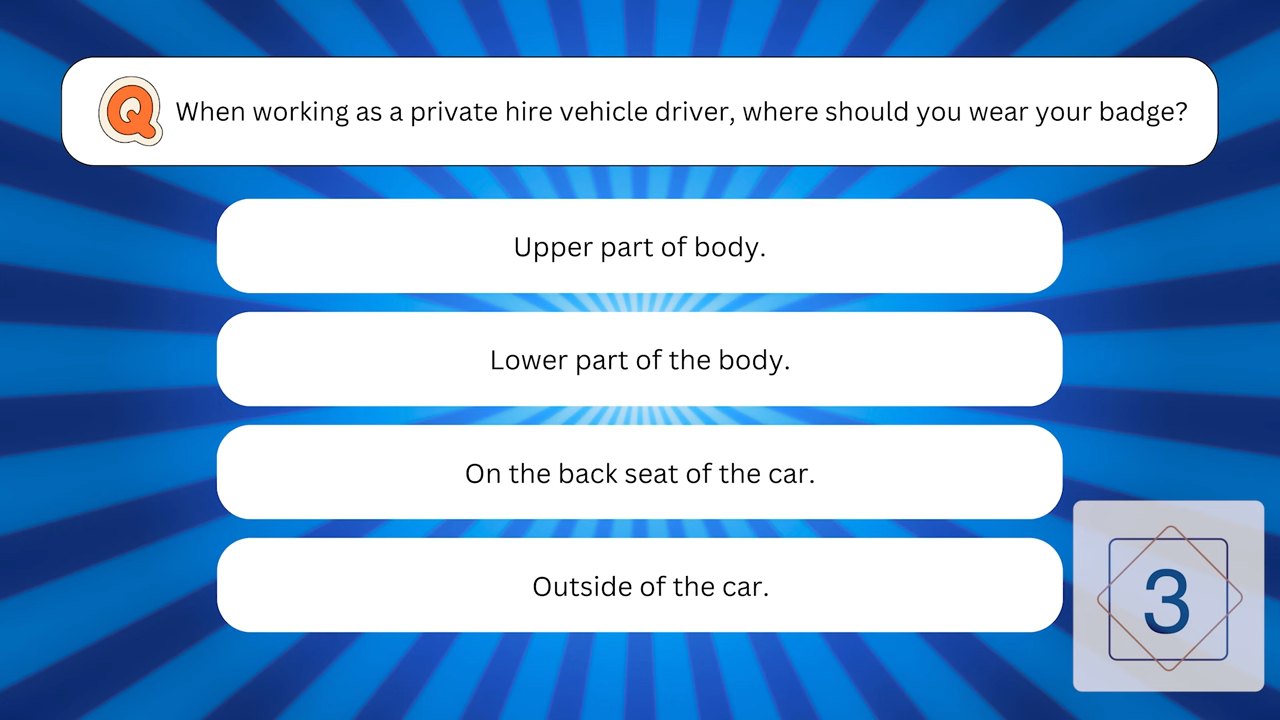 Q When working as a private hire vehicle driver, where should you wear your badge?
Upper part of body.
Lower part of the body.
On the back seat of the car.
Outside of the car.
3